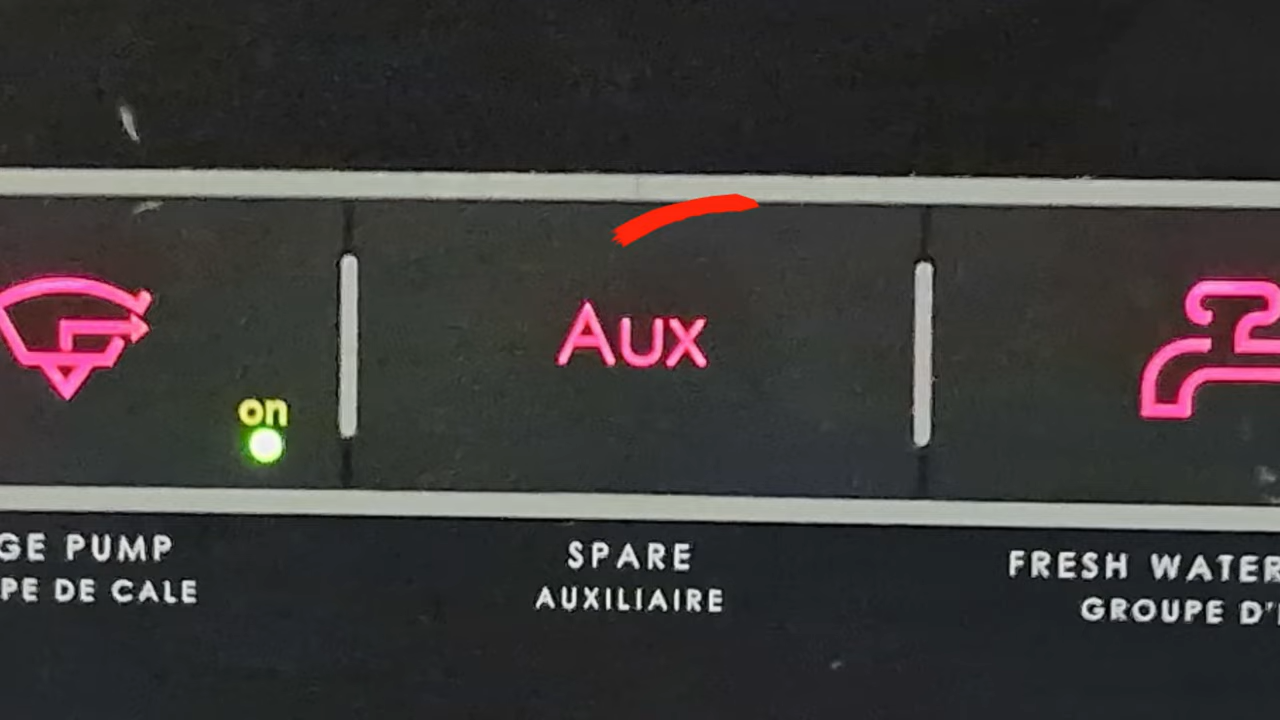 on
Aux
GE PUMP
PE DE CALE
SPARE
AUXILIAIRE
FRESH WATER
GROUPE D'